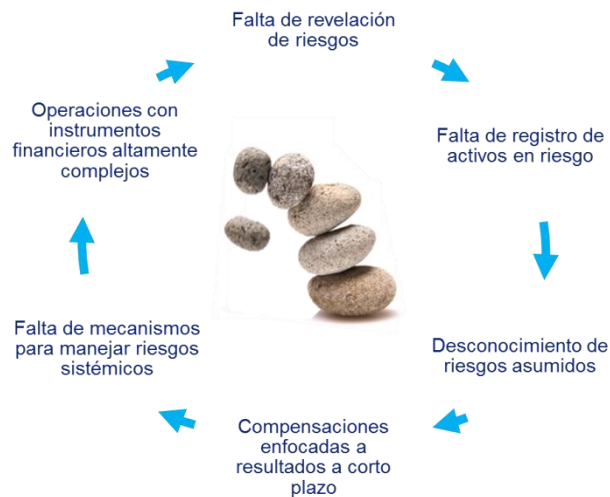 Falta de revelación
de riesgos
Falta de registro de
activos en riesgo
Desconocimiento de
riesgos asumidos
Compensaciones
enfocadas a
resultados a corto
plazo
Falta de mecanismos
para manejar riesgos
sistémicos
Operaciones con
instrumentos
financieros altamente
complejos